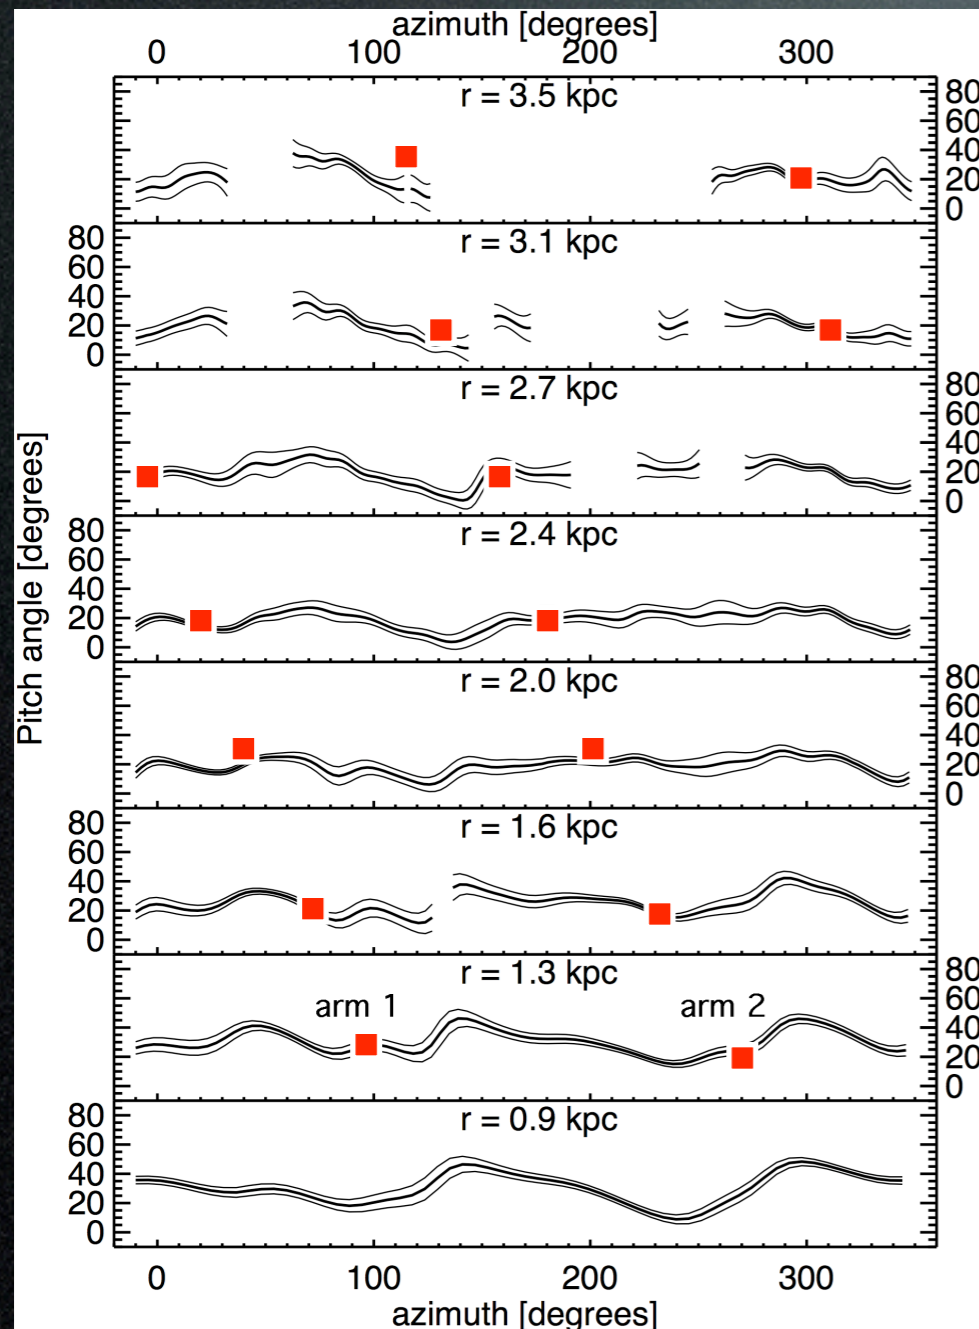 azimuth [degrees]
0 100 200 300
r = 3.5 kpc
80
60
40
20
0
r = 3.1 kpc
80
60
40
20
0
r = 2.7 kpc
80
60
40
20
0
r = 2.4 kpc
80
60
40
20
0
r = 2.0 kpc
80
60
40
20
0
r = 1.6 kpc
80
60
40
20
0
r = 1.3 kpc
arm 1 arm 2
80
60
40
20
0
r = 0.9 kpc
80
60
40
20
0
Pitch angle [degrees]
0 100 200 300
azimuth [degrees]